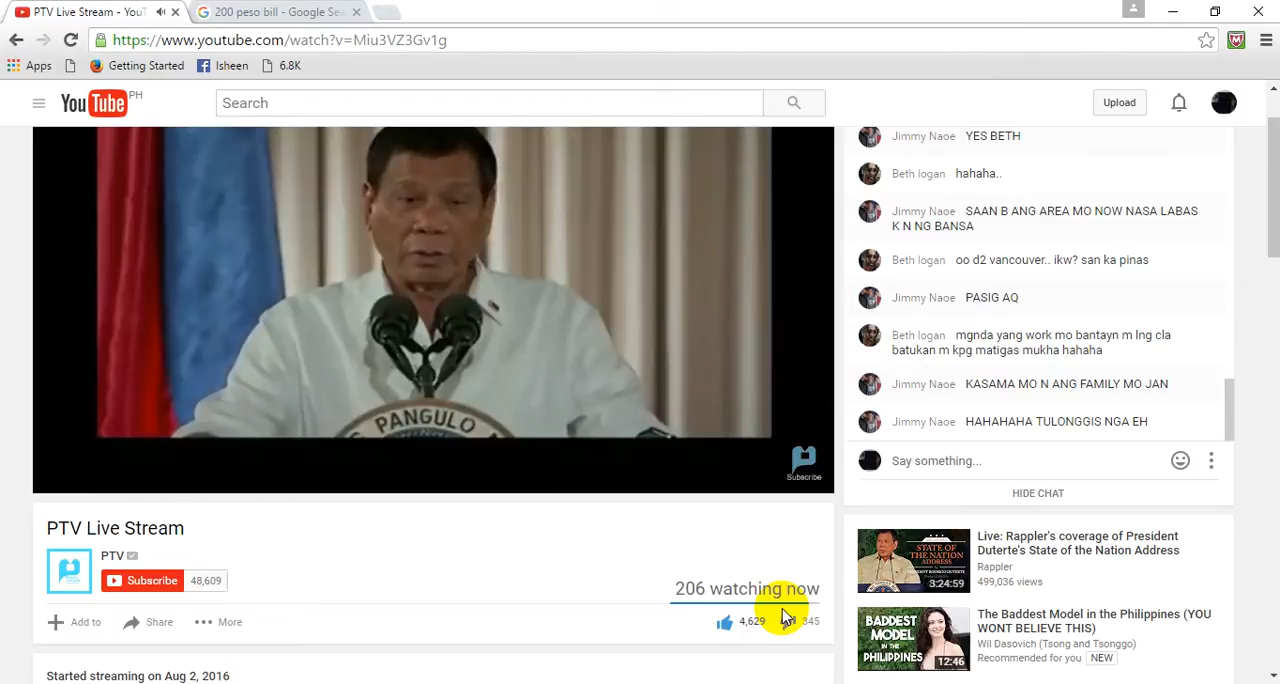 PTV Live Stream - YouT
200 peso bill - Google Sea
https://www.youtube.com/watch?v=Miu3VZ3Gv1g
Apps
Getting Started
Isheen
6.8K
YouTube PH
Search
Upload
PANGULO
Subscribe
Jimmy Naoe YES BETH
Beth logan hahaha..
Jimmy Naoe SAAN B ANG AREA MO NOW NASA LABAS
K N NG BANSA
Beth logan oo d2 vancouver.. ikw? san ka pinas
Jimmy Naoe PASIG AQ
Beth logan mgnda yang work mo bantayn m lng cla
batukan m kpg matigas mukha hahaha
Jimmy Naoe KASAMA MO N ANG FAMILY MO JAN
Jimmy Naoe HAHAHAHA TULONGGIS NGA EH
Say something...
HIDE CHAT
PTV Live Stream
PTV
Subscribe 48,609
206 watching now
Add to Share More
4,629 345
Started streaming on Aug 2, 2016
STATE OF THE
NATION
ADDRESS
3:24:59
Live: Rappler's coverage of President
Duterte's State of the Nation Address
Rappler
499,036 views
BADDEST
MODEL
IN THE
PHILIPPINES
12:46
The Baddest Model in the Philippines (YOU
WONT BELIEVE THIS)
Wil Dasovich (Tsong and Tsonggo)
Recommended for you NEW